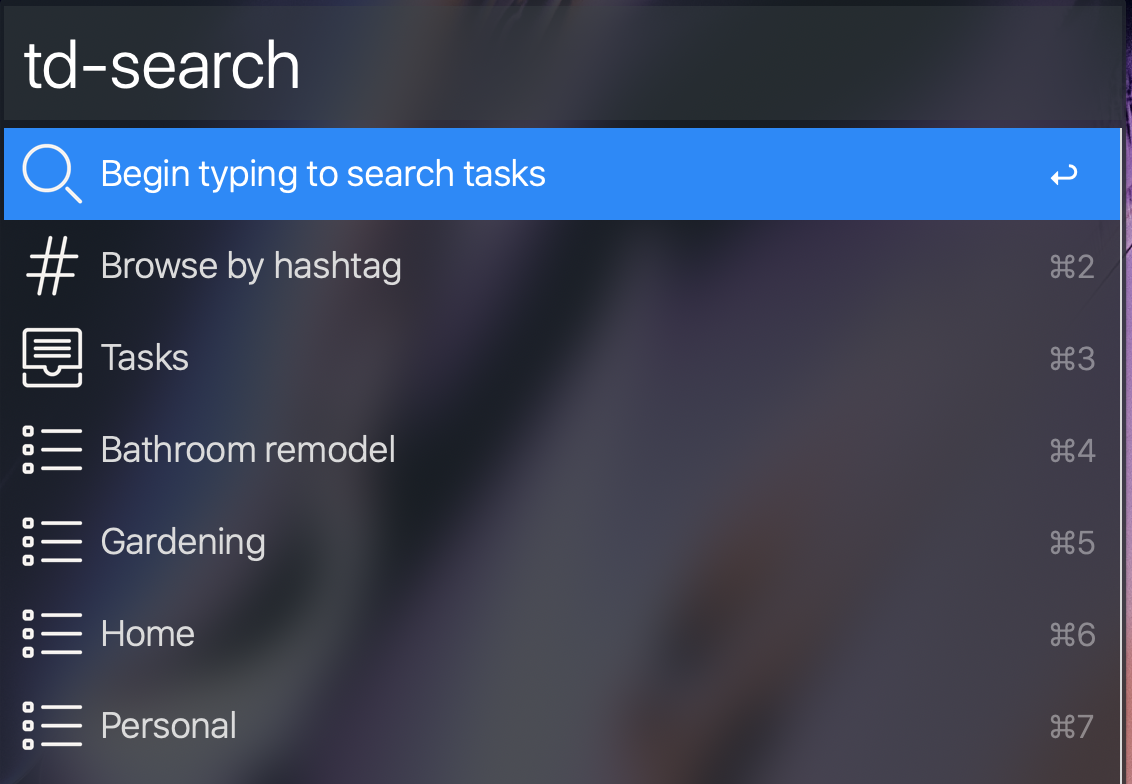 td-search
Begin typing to search tasks ↩
Browse by hashtag ⌘2
Tasks ⌘3
Bathroom remodel ⌘4
Gardening ⌘5
Home ⌘6
Personal ⌘7